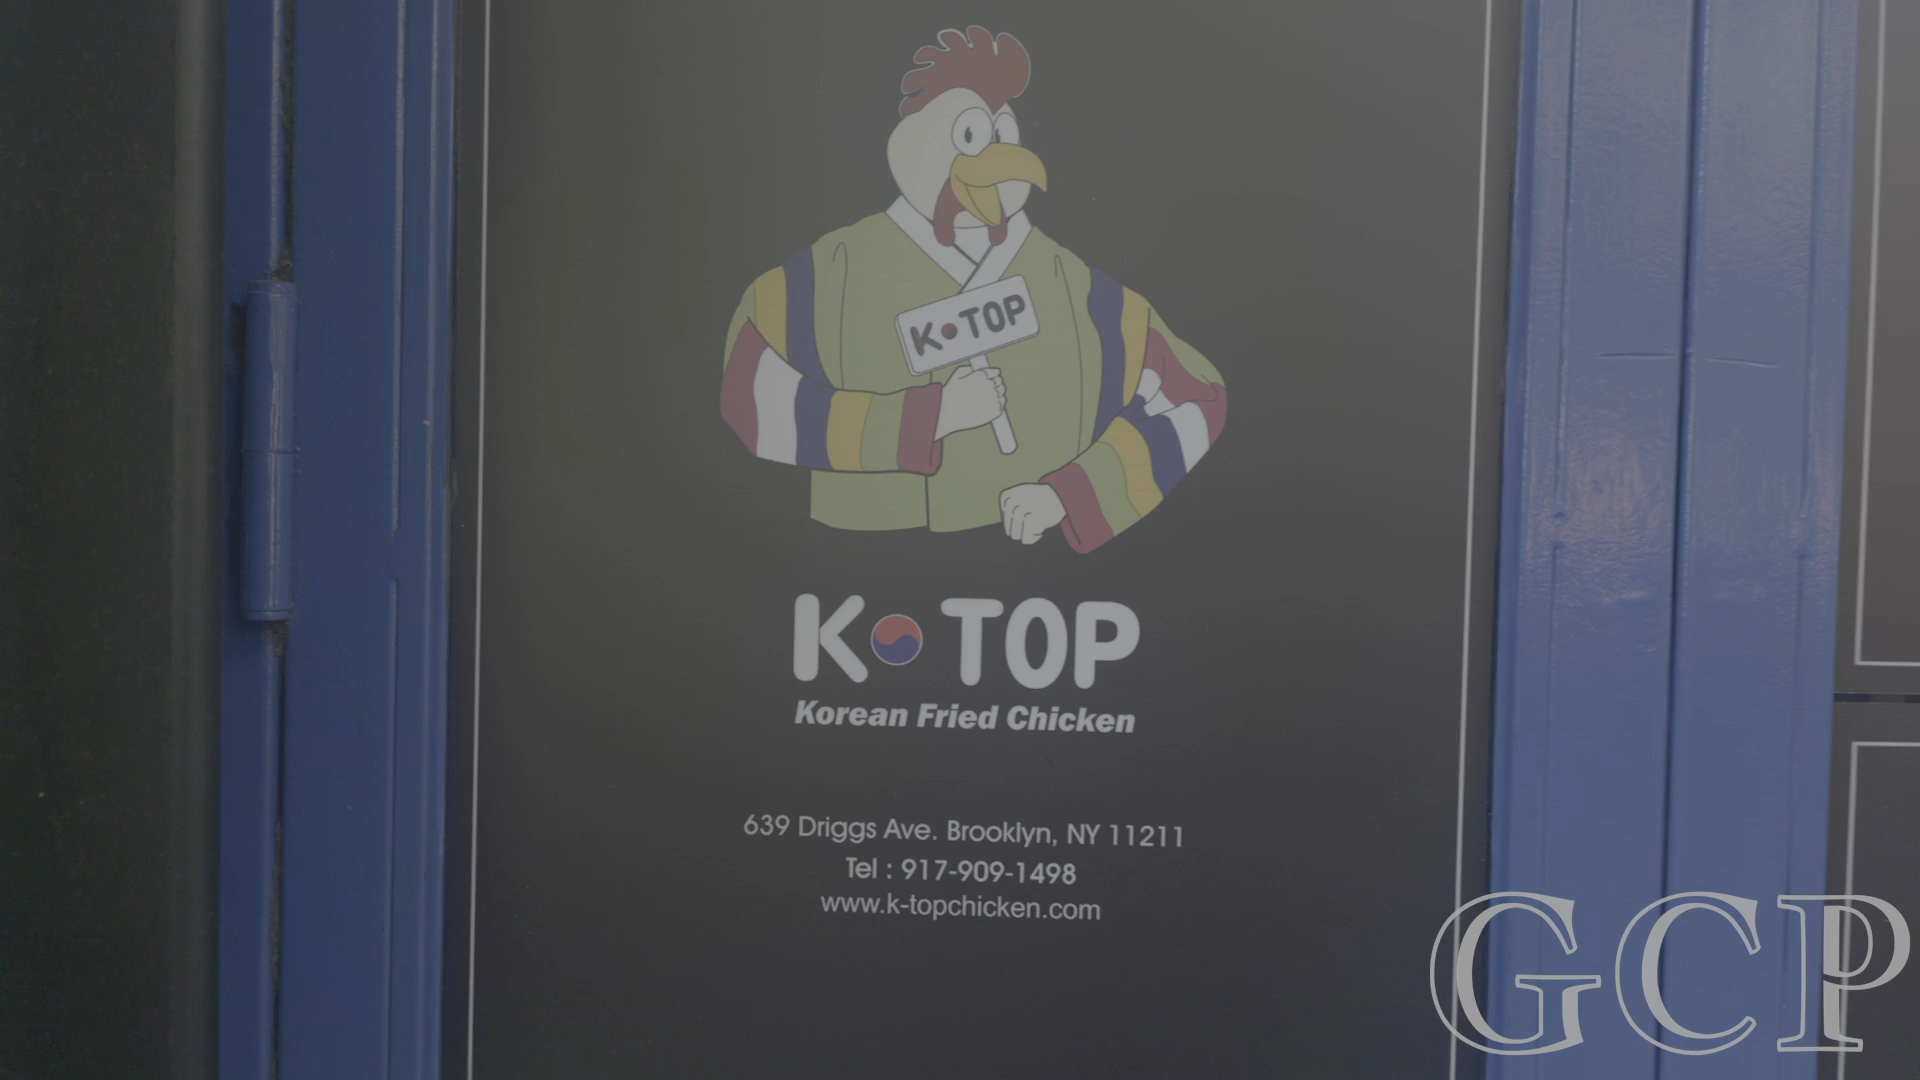 K TOP
K TOP
Korean Fried Chicken
639 Driggs Ave. Brooklyn, NY 11211
Tel : 917-909-1498
www.k-topchicken.com
GCP